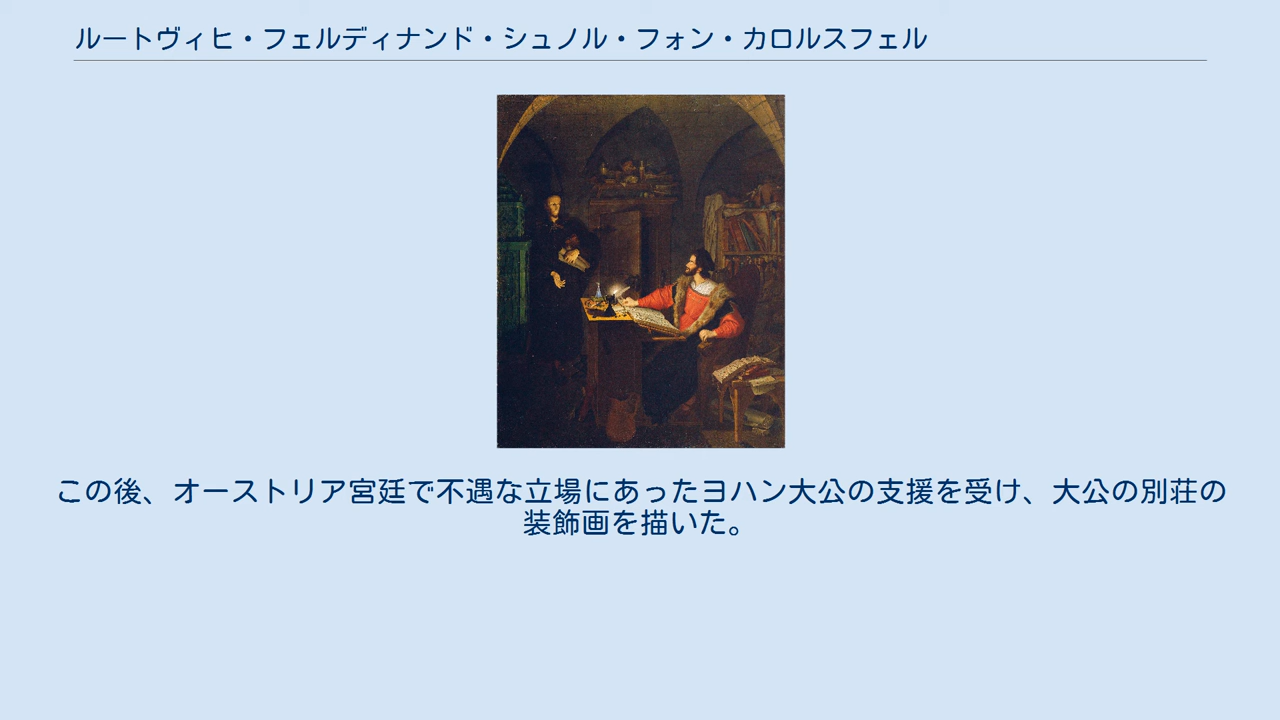 ルートヴィヒ・フェルディナンド・シュノル・フォン・カロルスフェル
この後、オーストリア宮廷で不遇な立場にあったヨハン大公の支援を受け、大公の別荘の
装飾画を描いた。